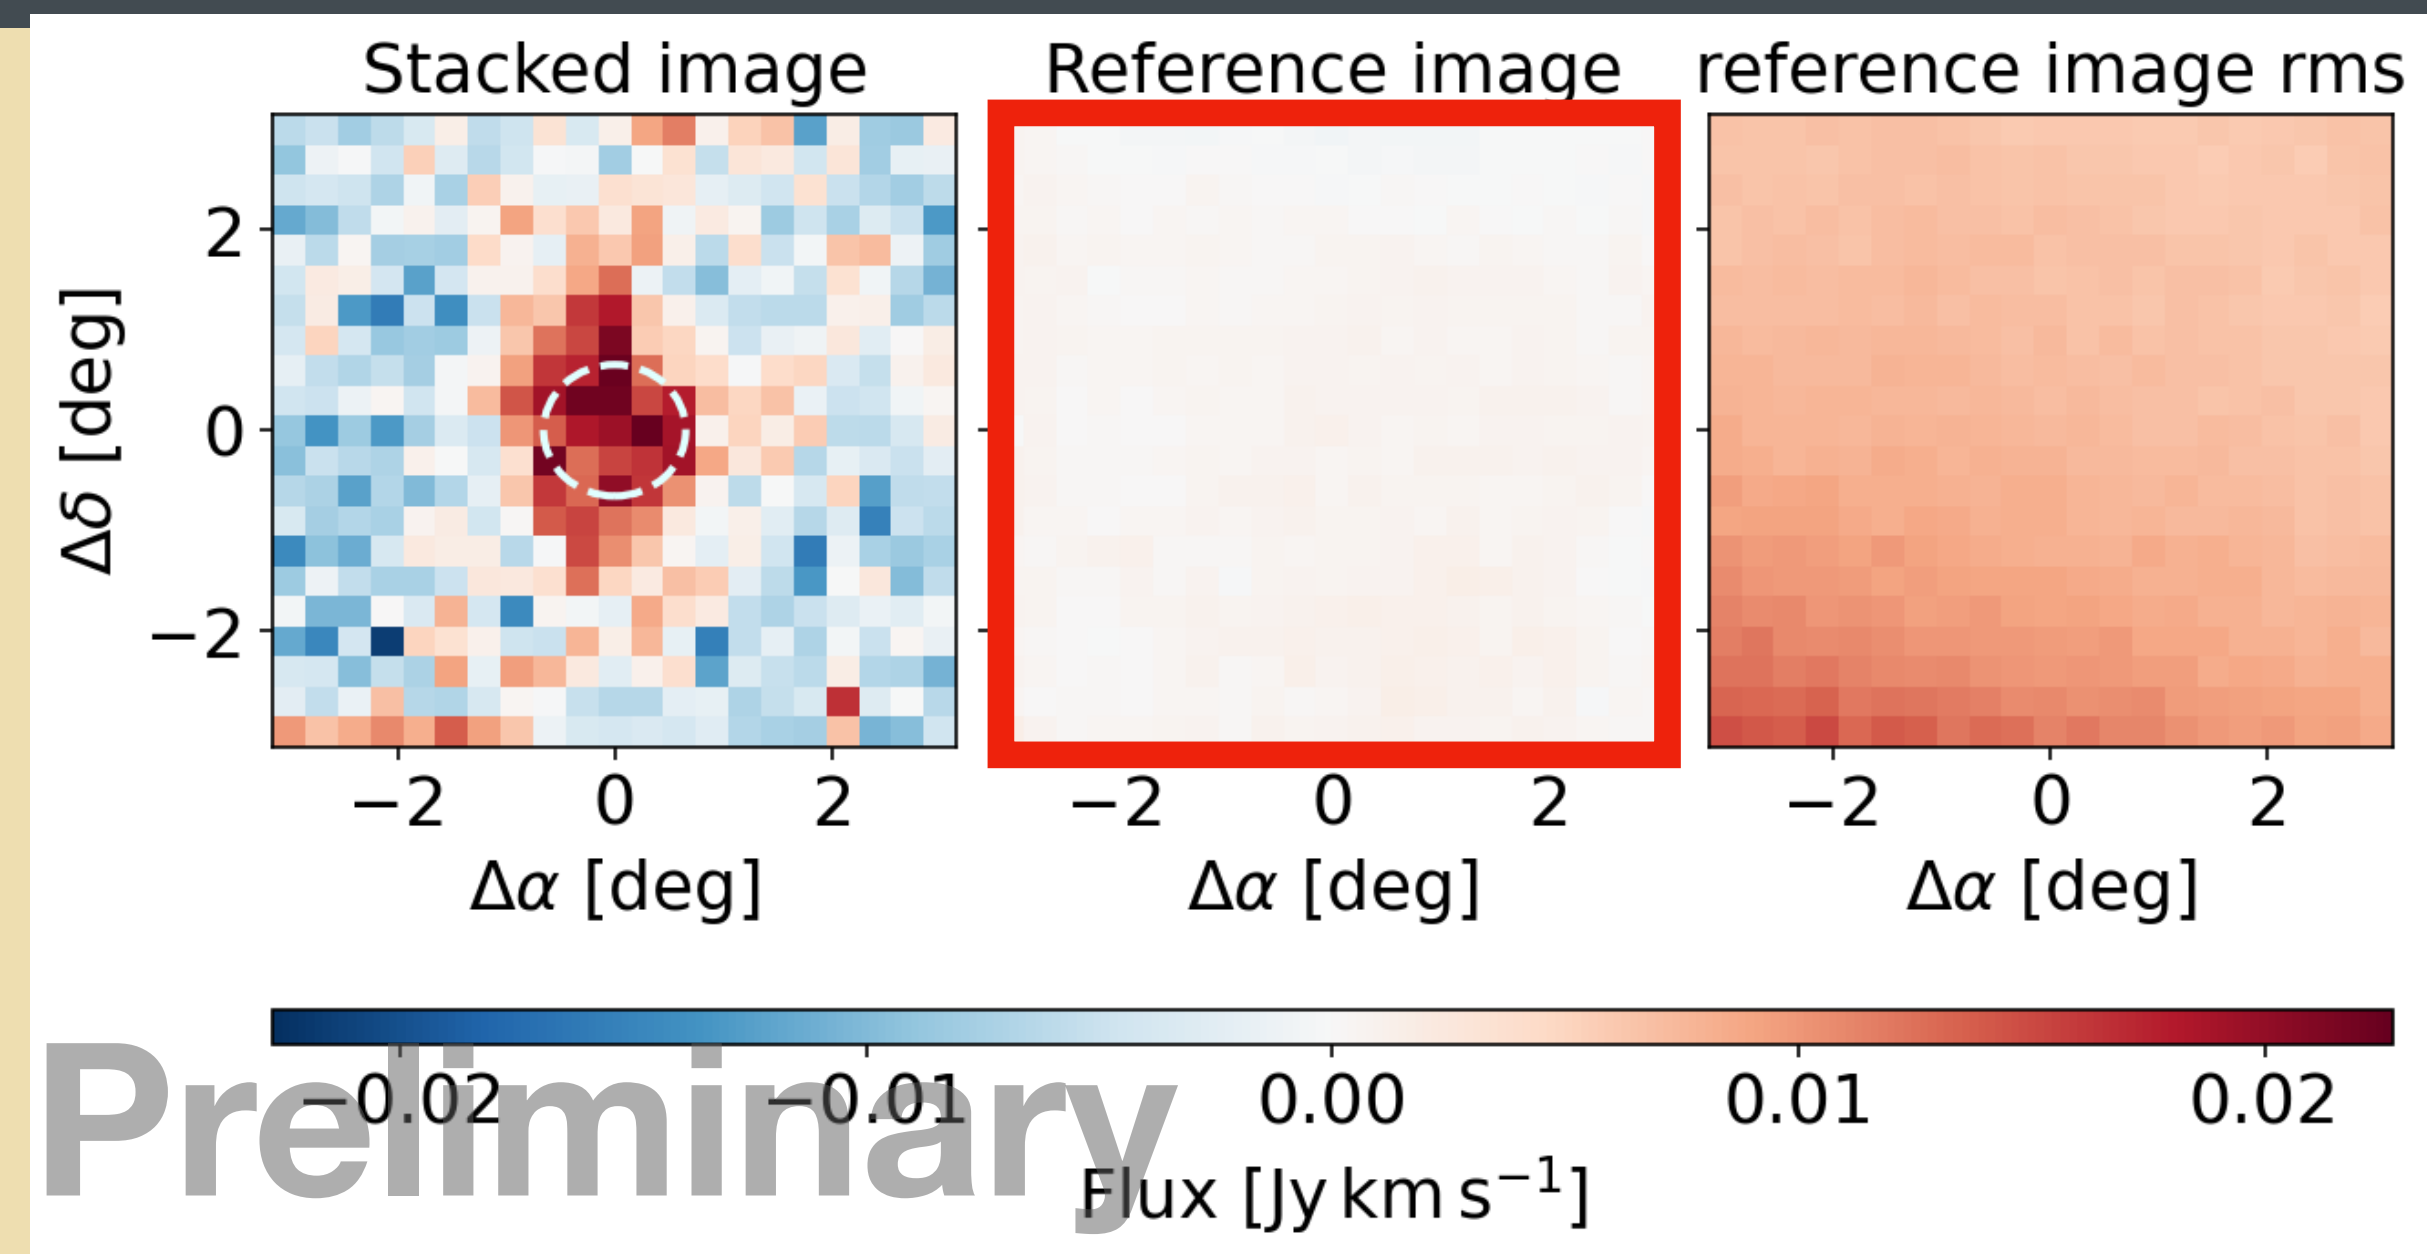 Stacked image
Reference image
reference image rms
2
0
−2
Δδ [deg]
−2 0 2
−2 0 2
−2 0 2
Δα [deg]
Δα [deg]
Δα [deg]
−0.02 −0.01 0.00 0.01 0.02
Preliminary
Flux [Jy km s⁻¹]